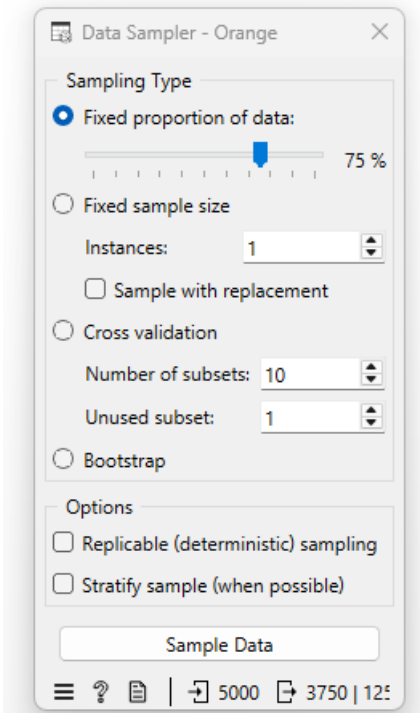 Data Sampler - Orange
Sampling Type
Fixed proportion of data:
75 %
Fixed sample size
Instances: 1
Sample with replacement
Cross validation
Number of subsets: 10
Unused subset: 1
Bootstrap
Options
Replicable (deterministic) sampling
Stratify sample (when possible)
Sample Data
? 5000 3750 | 125